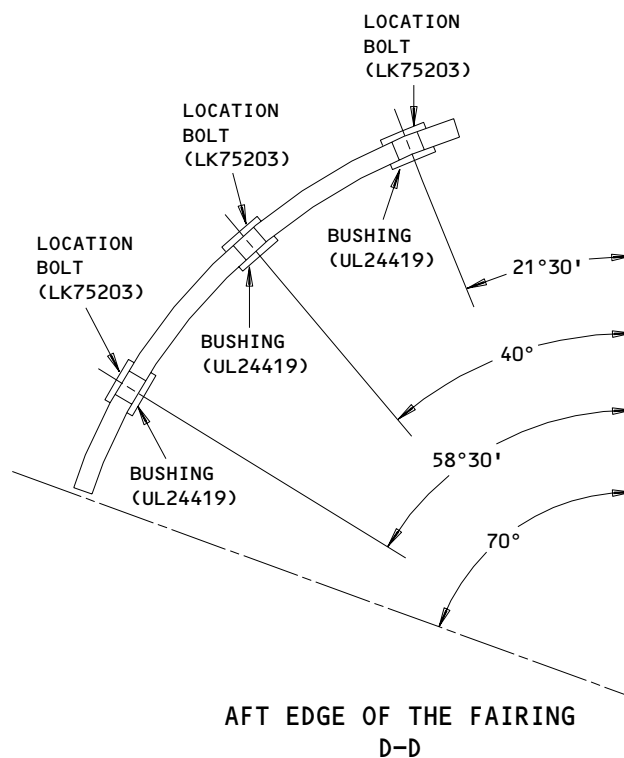 LOCATION
BOLT
(LK75203)
LOCATION
BOLT
(LK75203)
LOCATION
BOLT
(LK75203)
BUSHING
(UL24419)
21°30'
BUSHING
(UL24419)
40°
BUSHING
(UL24419)
58°30'
70°
AFT EDGE OF THE FAIRING
D-D